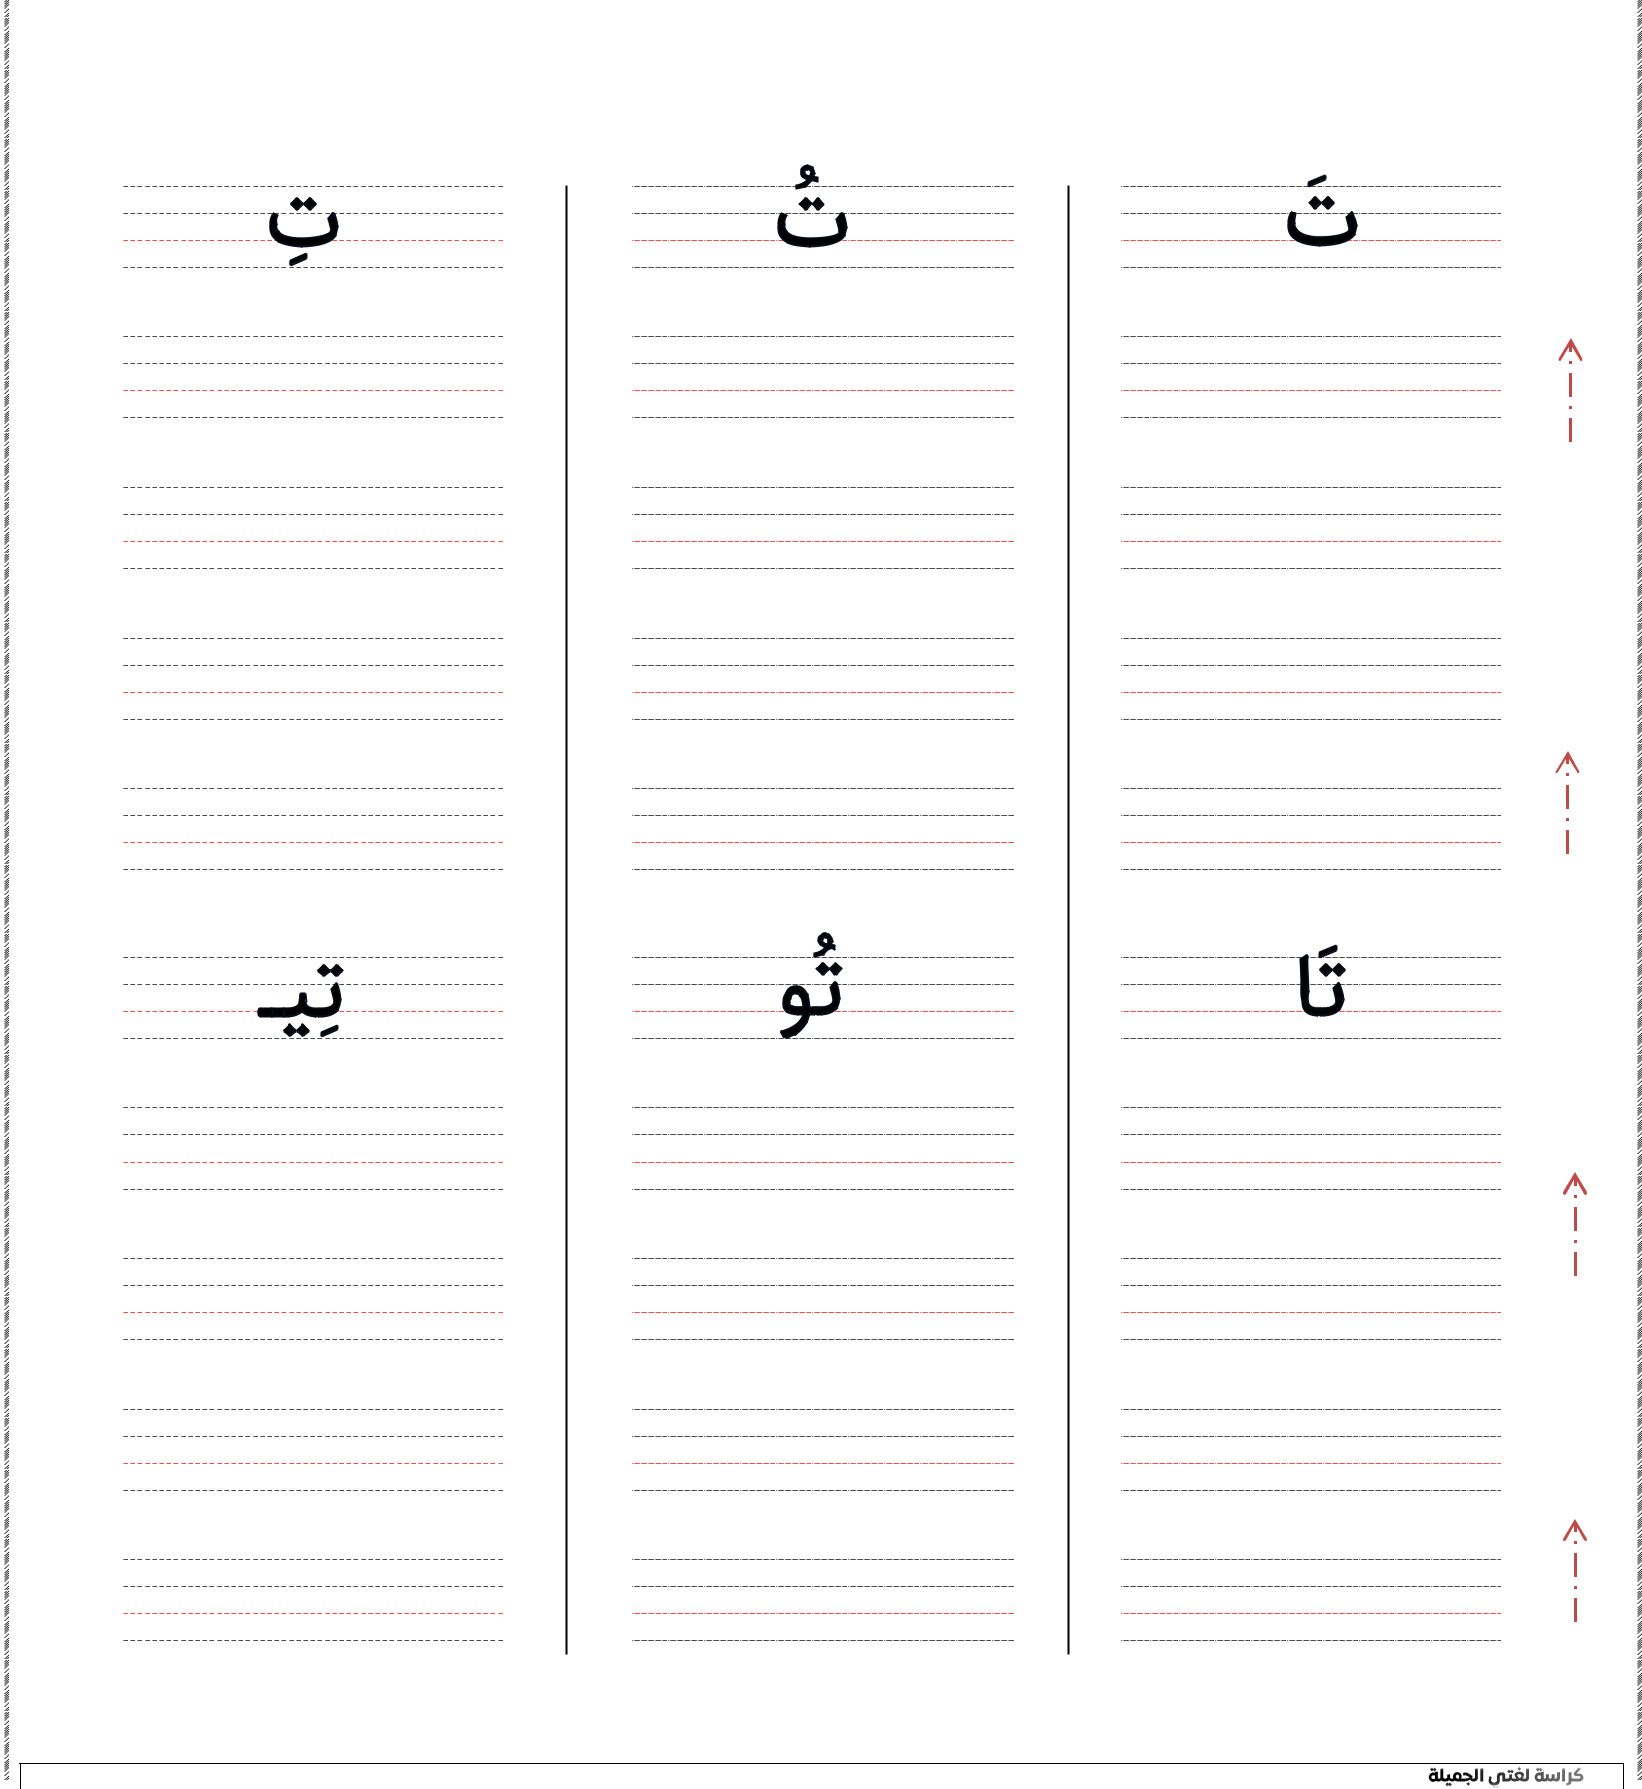 تَ تُ تِ
تَا تُو تِيـ
كراسة لغتي الجميلة